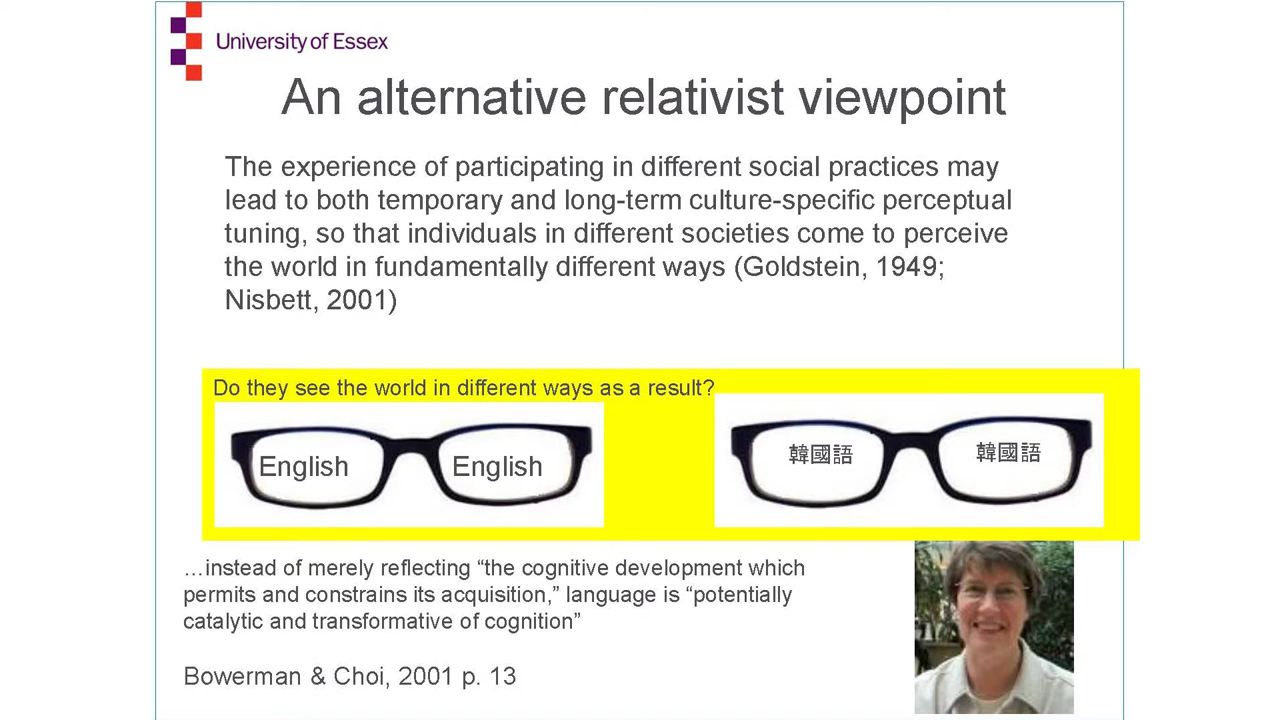 University of Essex
An alternative relativist viewpoint
The experience of participating in different social practices may
lead to both temporary and long-term culture-specific perceptual
tuning, so that individuals in different societies come to perceive
the world in fundamentally different ways (Goldstein, 1949;
Nisbett, 2001)
Do they see the world in different ways as a result?
English English
韓國語 韓國語
…instead of merely reflecting “the cognitive development which
permits and constrains its acquisition,” language is “potentially
catalytic and transformative of cognition”
Bowerman & Choi, 2001 p. 13